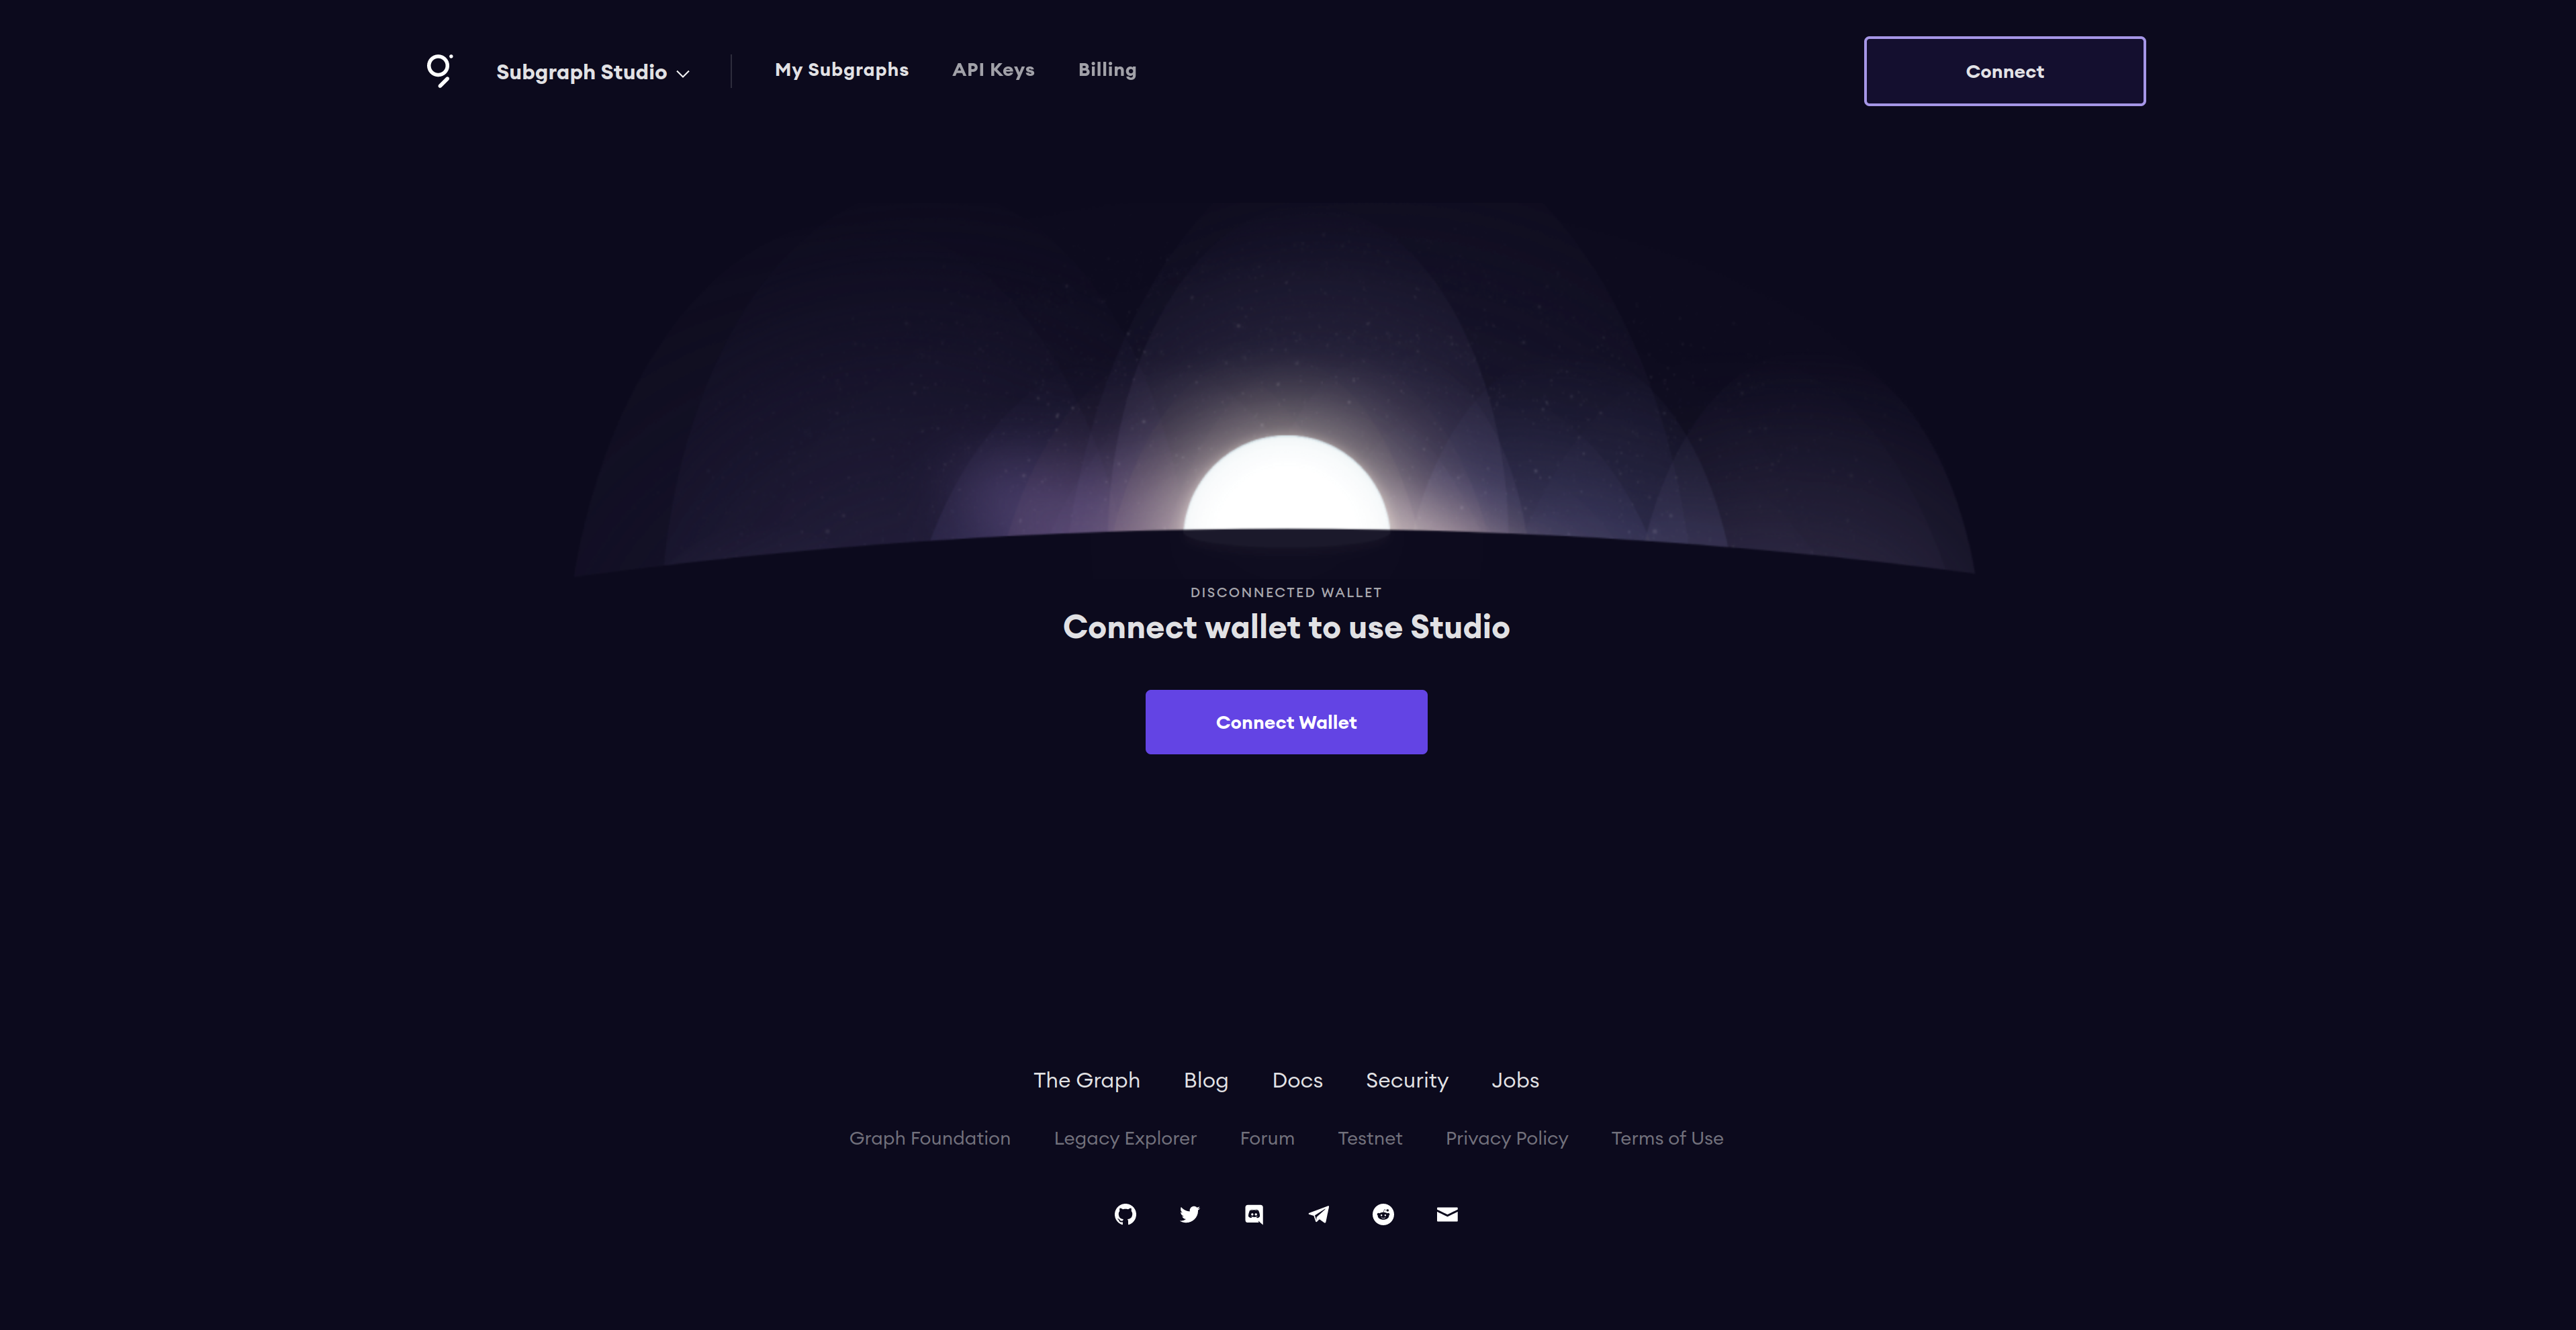 Subgraph Studio My Subgraphs API Keys Billing Connect
DISCONNECTED WALLET
Connect wallet to use Studio
Connect Wallet
The Graph Blog Docs Security Jobs
Graph Foundation Legacy Explorer Forum Testnet Privacy Policy Terms of Use